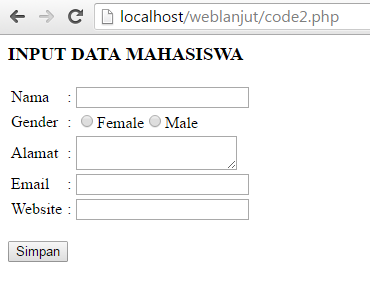 localhost/weblanjut/code2.php
INPUT DATA MAHASISWA
Nama :
Gender : Female Male
Alamat :
Email :
Website :
Simpan